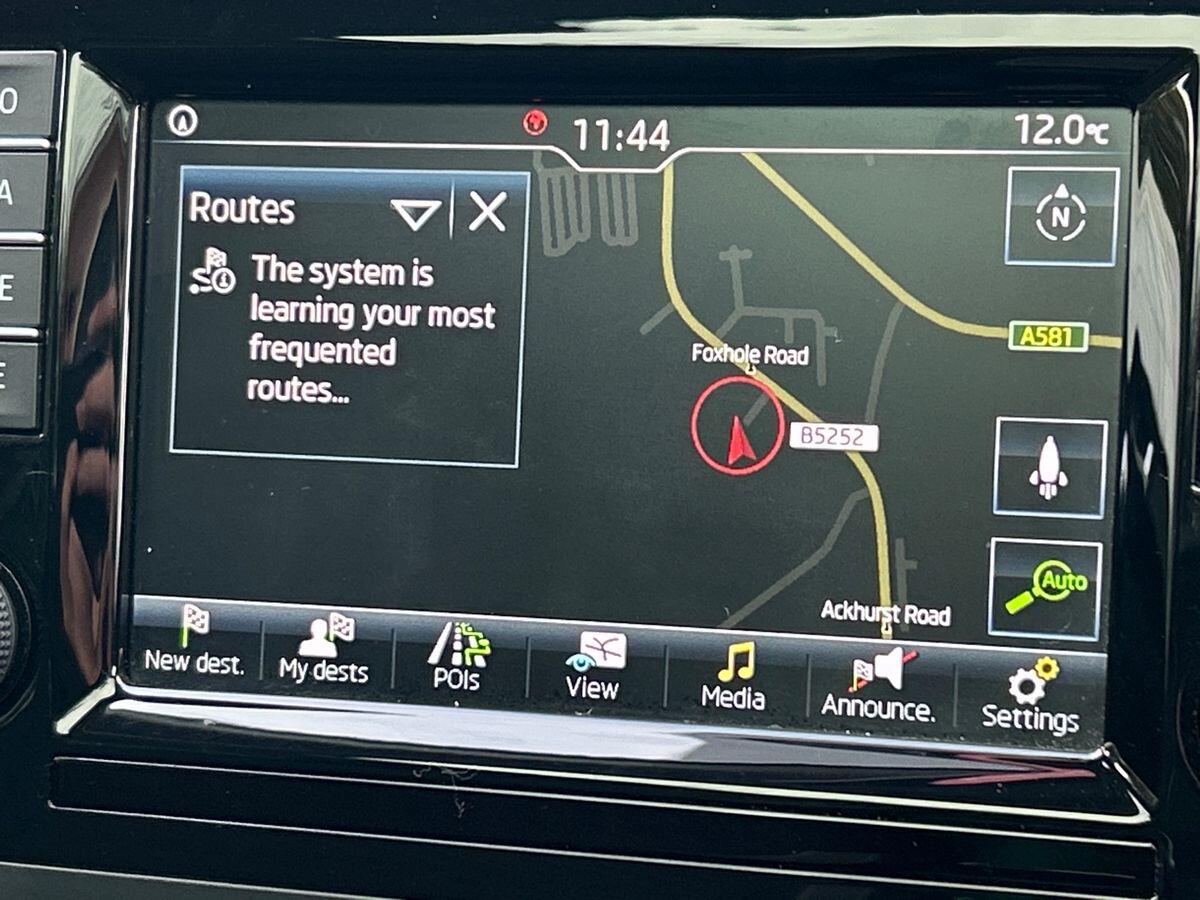 O
A
E
E
11:44
12.0°C
Routes
The system is
learning your most
frequented
routes...
N
A581
Foxhole Road
B5252
Auto
Ackhurst Road
New dest.
My dests
POIs
View
Media
Announce.
Settings